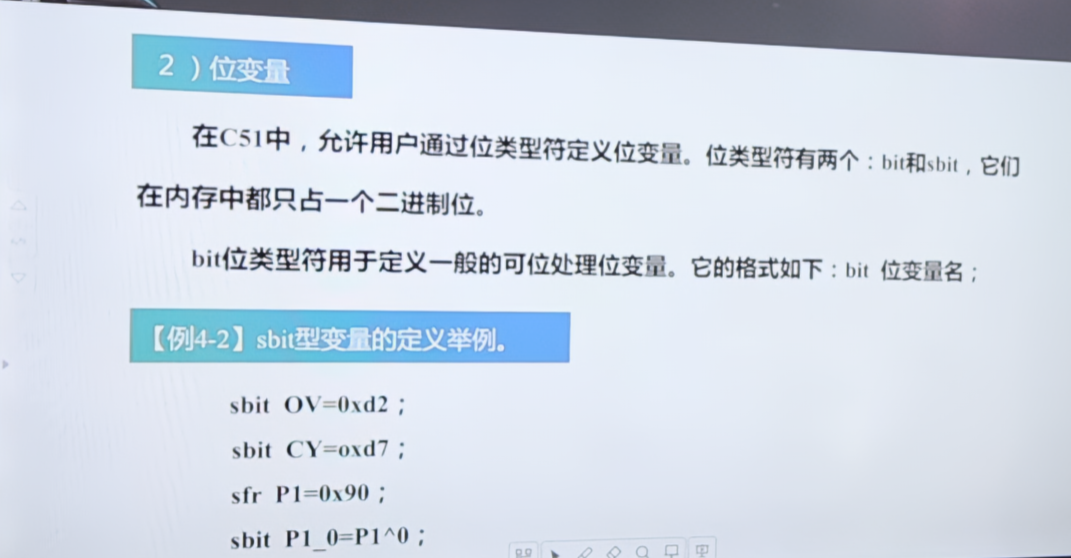 2）位变量
在C51中，允许用户通过位类型符定义位变量。位类型符有两个：bit和sbit，它们
在内存中都只占一个二进制位。
bit位类型符用于定义一般的可位处理位变量。它的格式如下：bit 位变量名；
【例4-2】sbit型变量的定义举例。
sbit OV=0xd2；
sbit CY=oxd7；
sfr P1=0x90；
sbit P1_0=P1^0；